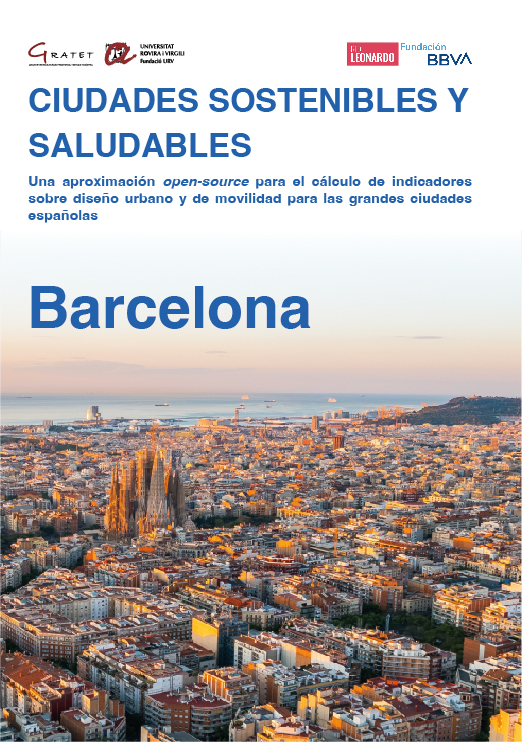 GRATET
UNIVERSITAT
ROVIRA i VIRGILI
Fundació URV
RED
LEONARDO
Fundación
BBVA
CIUDADES SOSTENIBLES Y
SALUDABLES
Una aproximación open-source para el cálculo de indicadores
sobre diseño urbano y de movilidad para las grandes ciudades
españolas
Barcelona